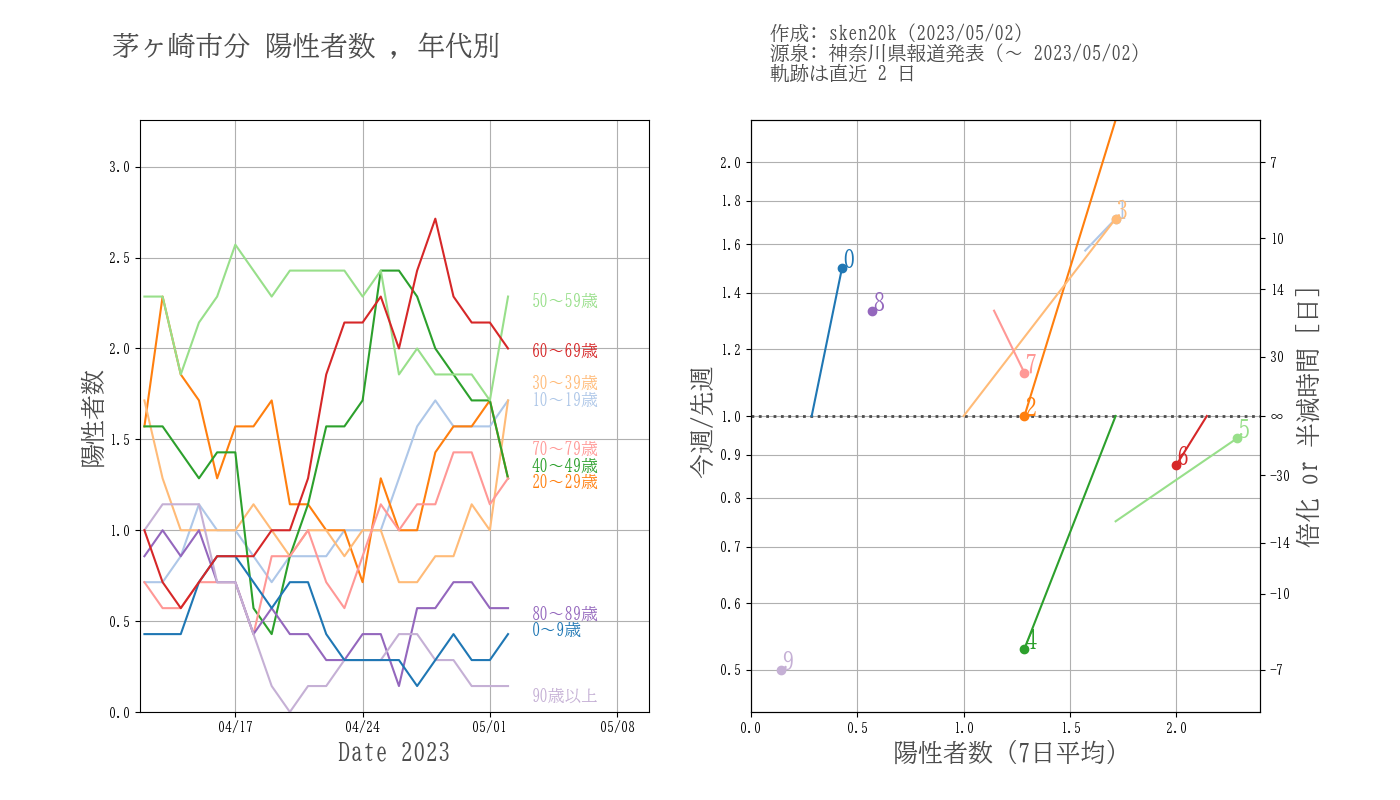 茅ヶ崎市分 陽性者数 , 年代別
作成: sken20k (2023/05/02)
源泉: 神奈川県報道発表 (〜 2023/05/02)
軌跡は直近 2 日
陽性者数
3.0
2.5
2.0
1.5
1.0
0.5
0.0
04/17
04/24
05/01
05/08
Date 2023
50〜59歳
60〜69歳
30〜39歳
10〜19歳
70〜79歳
40〜49歳
20〜29歳
80〜89歳
0〜9歳
90歳以上
今週/先週
2.0
1.8
1.6
1.4
1.2
1.0
0.9
0.8
0.7
0.6
0.5
0.0
0.5
1.0
1.5
2.0
陽性者数 (7日平均)
3
0
8
7
2
5
6
4
9
7
10
14
30
∞
−30
−14
−10
−7
倍化 or 半減時間 [日]